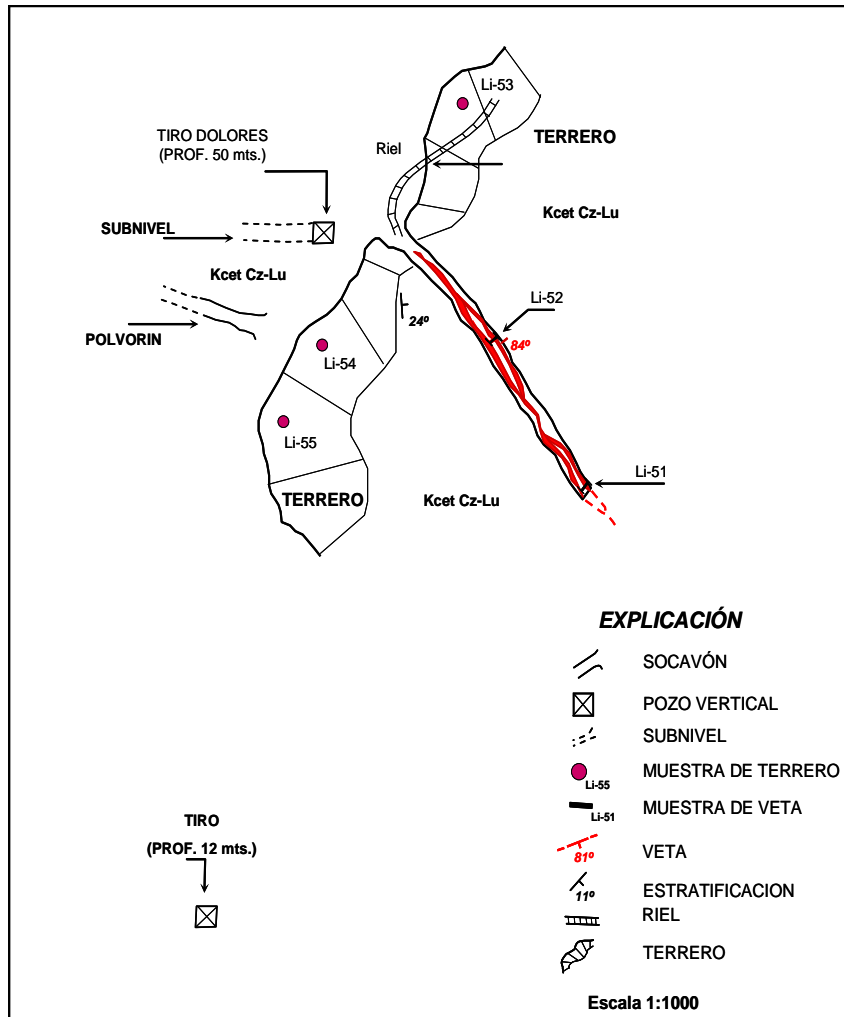 Li-53
TIRO DOLORES
(PROF. 50 mts.)
TERRERO
Riel
Kcet Cz-Lu
SUBNIVEL
Kcet Cz-Lu
Li-52
24º
84º
POLVORIN
Li-54
Li-55
Li-51
TERRERO
Kcet Cz-Lu
EXPLICACIÓN
SOCAVÓN
POZO VERTICAL
SUBNIVEL
MUESTRA DE TERRERO
Li-55
MUESTRA DE VETA
Li-51
VETA
81º
ESTRATIFICACION
11º
RIEL
TERRERO
Escala 1:1000
TIRO
(PROF. 12 mts.)